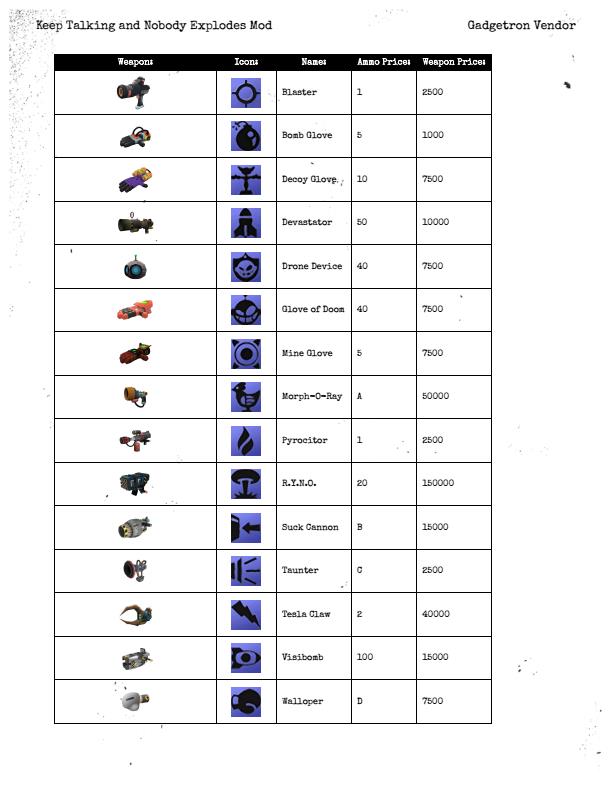 Keep Talking and Nobody Explodes Mod Gadgetron Vendor
Weapons Icons Names Ammo Prices Weapon Prices
Blaster 1 2500
Bomb Glove 5 1000
Decoy Glove 10 7500
Devastator 50 10000
Drone Device 40 7500
Glove of Doom 40 7500
Mine Glove 5 7500
Morph-O-Ray A 50000
Pyrocitor 1 2500
R.Y.N.O. 20 150000
Suck Cannon B 15000
Taunter C 2500
Tesla Claw 2 40000
Visibomb 100 15000
Walloper D 7500